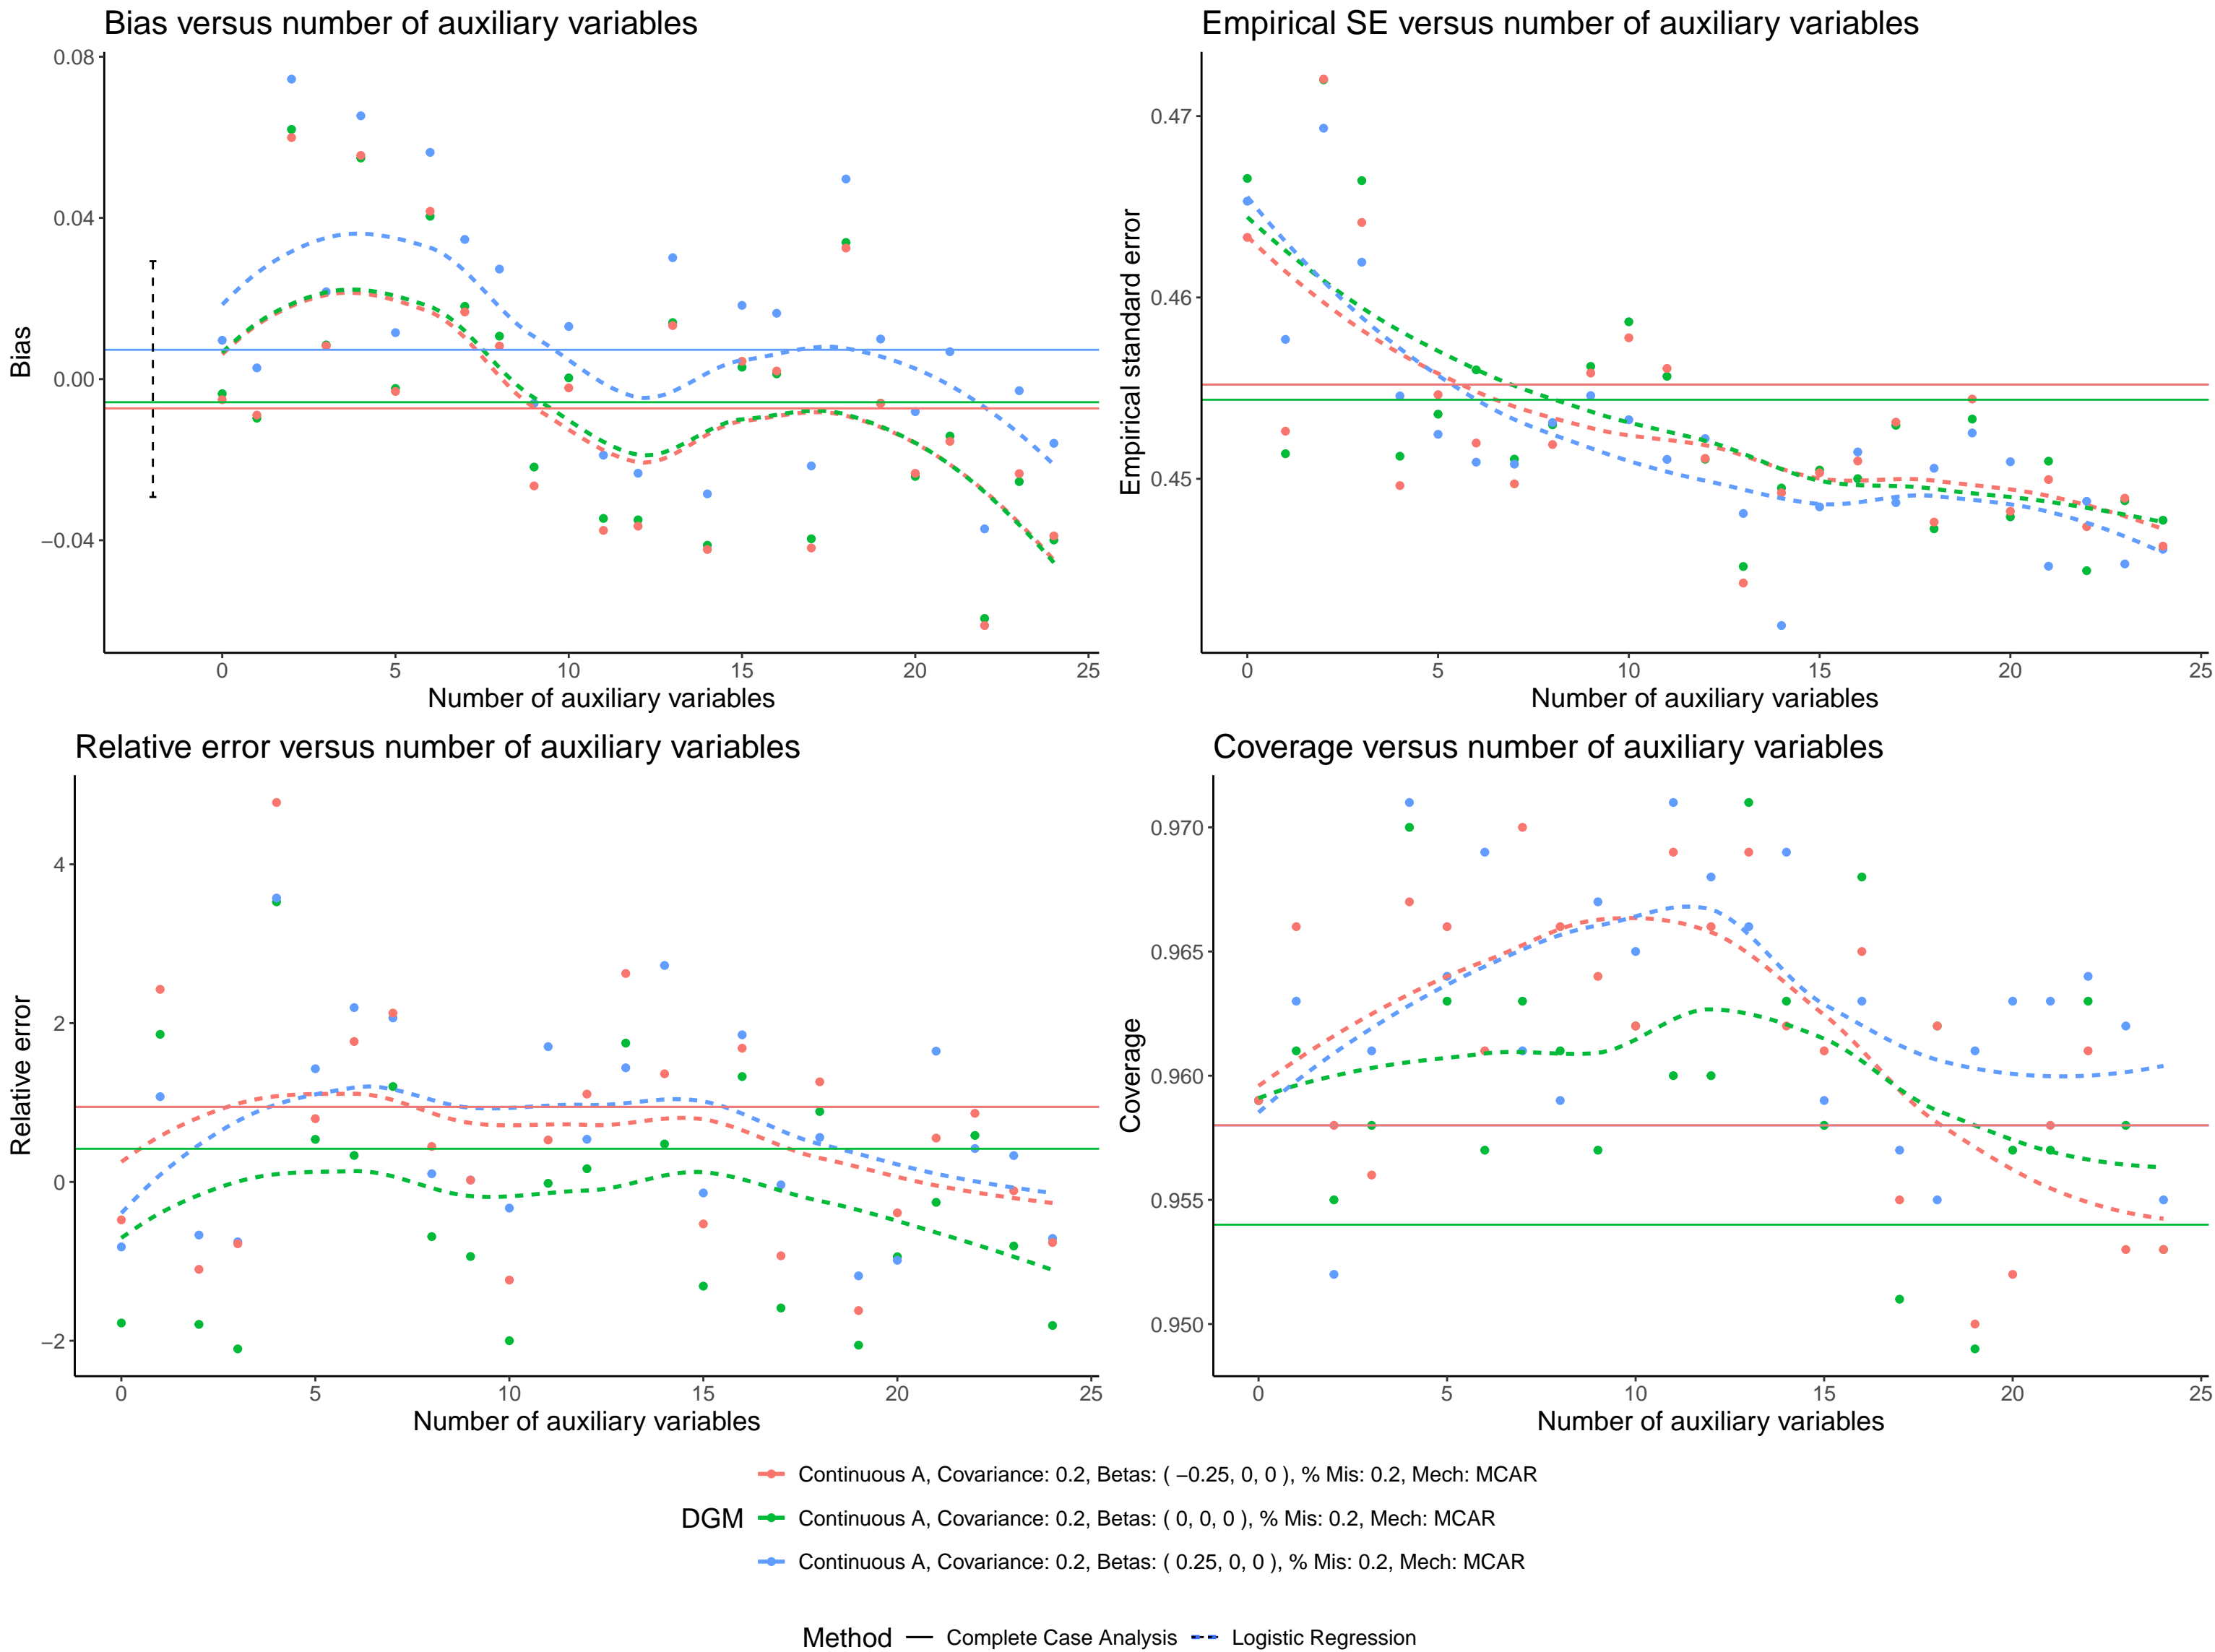 Bias versus number of auxiliary variables
0.08
0.04
0.00
−0.04
Bias
0 5 10 15 20 25
Number of auxiliary variables
Empirical SE versus number of auxiliary variables
0.47
0.46
0.45
Empirical standard error
0 5 10 15 20 25
Number of auxiliary variables
Relative error versus number of auxiliary variables
4
2
0
−2
Relative error
0 5 10 15 20 25
Number of auxiliary variables
Coverage versus number of auxiliary variables
0.970
0.965
0.960
0.955
0.950
Coverage
0 5 10 15 20 25
Number of auxiliary variables
DGM
Continuous A, Covariance: 0.2, Betas: ( −0.25, 0, 0 ), % Mis: 0.2, Mech: MCAR
Continuous A, Covariance: 0.2, Betas: ( 0, 0, 0 ), % Mis: 0.2, Mech: MCAR
Continuous A, Covariance: 0.2, Betas: ( 0.25, 0, 0 ), % Mis: 0.2, Mech: MCAR
Method Complete Case Analysis Logistic Regression